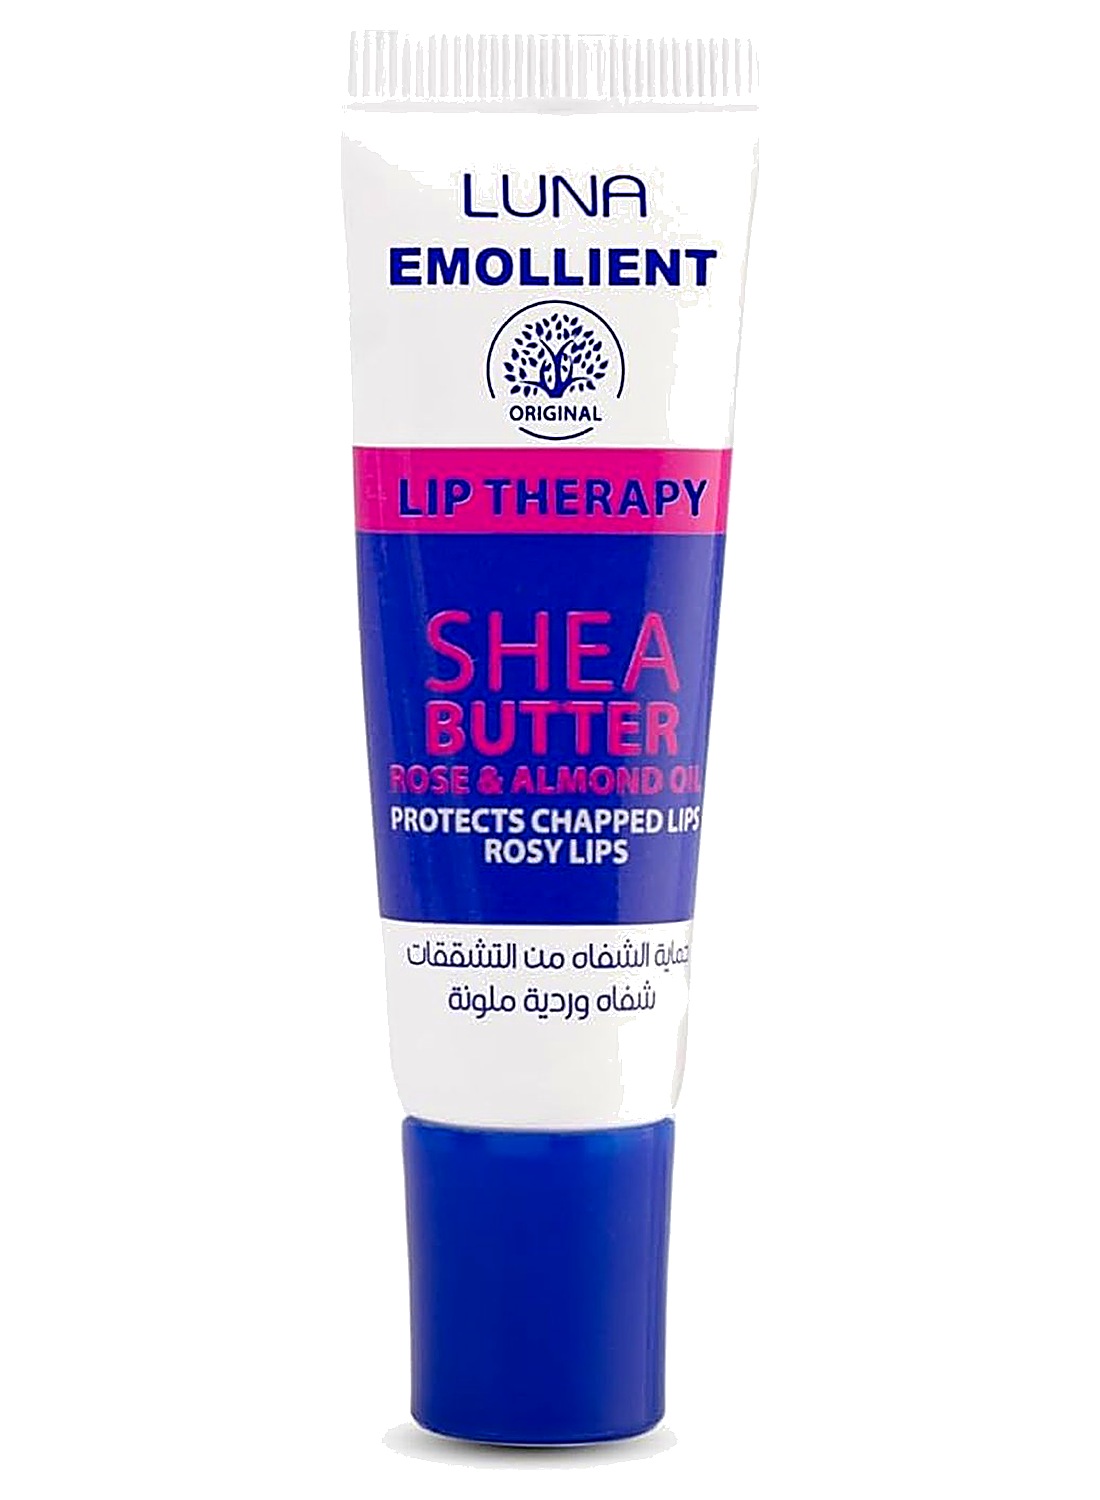 LUNA
EMOLLIENT
ORIGINAL
LIP THERAPY
SHEA
BUTTER
ROSE & ALMOND OIL
PROTECTS CHAPPED LIPS
ROSY LIPS
حماية الشفاه من التشققات
شفاه وردية ملونة